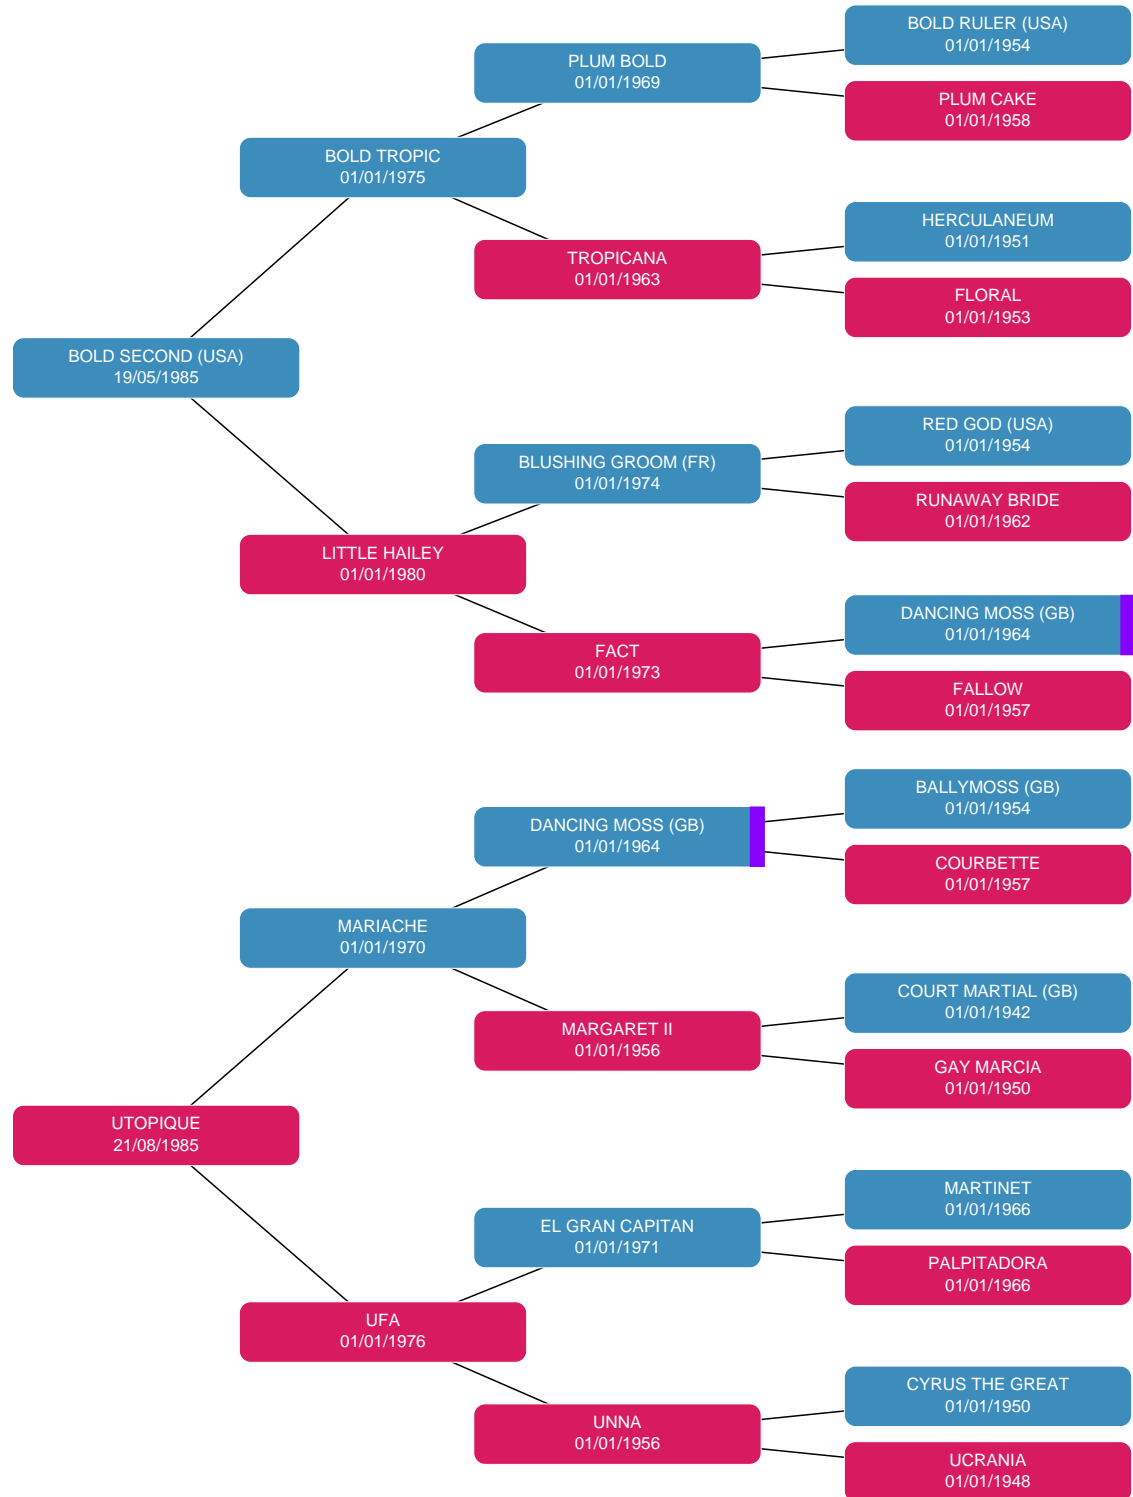 BOLD RULER (USA)
01/01/1954
PLUM BOLD
01/01/1969
PLUM CAKE
01/01/1958
BOLD TROPIC
01/01/1975
HERCULANEUM
01/01/1951
TROPICANA
01/01/1963
FLORAL
01/01/1953
BOLD SECOND (USA)
19/05/1985
RED GOD (USA)
01/01/1954
BLUSHING GROOM (FR)
01/01/1974
RUNAWAY BRIDE
01/01/1962
LITTLE HAILEY
01/01/1980
DANCING MOSS (GB)
01/01/1964
FACT
01/01/1973
FALLOW
01/01/1957
BALLYMOSS (GB)
01/01/1954
DANCING MOSS (GB)
01/01/1964
COURBETTE
01/01/1957
MARIACHE
01/01/1970
COURT MARTIAL (GB)
01/01/1942
MARGARET II
01/01/1956
GAY MARCIA
01/01/1950
UTOPIQUE
21/08/1985
MARTINET
01/01/1966
EL GRAN CAPITAN
01/01/1971
PALPITADORA
01/01/1966
UFA
01/01/1976
CYRUS THE GREAT
01/01/1950
UNNA
01/01/1956
UCRANIA
01/01/1948